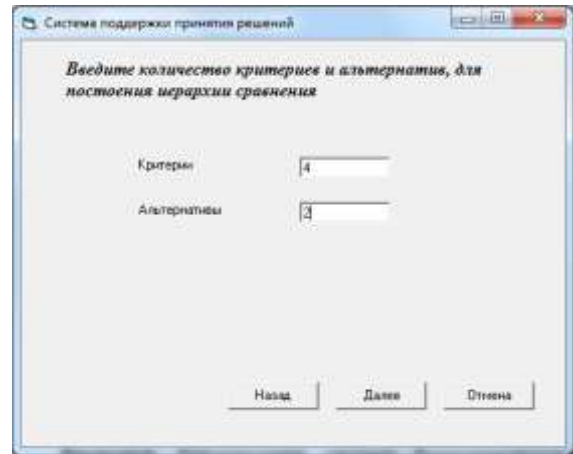 Система поддержки принятия решений
Введите количество критериев и альтернатив, для
постоения иерархии сравнения
Критерии
4
Альтернативы
2
Назад
Далее
Отмена